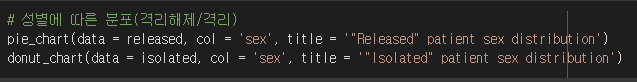 # 성별에 따른 분포(격리해제/격리)
pie_chart(data = released, col = 'sex', title = '"Released" patient sex distribution')
donut_chart(data = isolated, col = 'sex', title = '"Isolated" patient sex distribution')